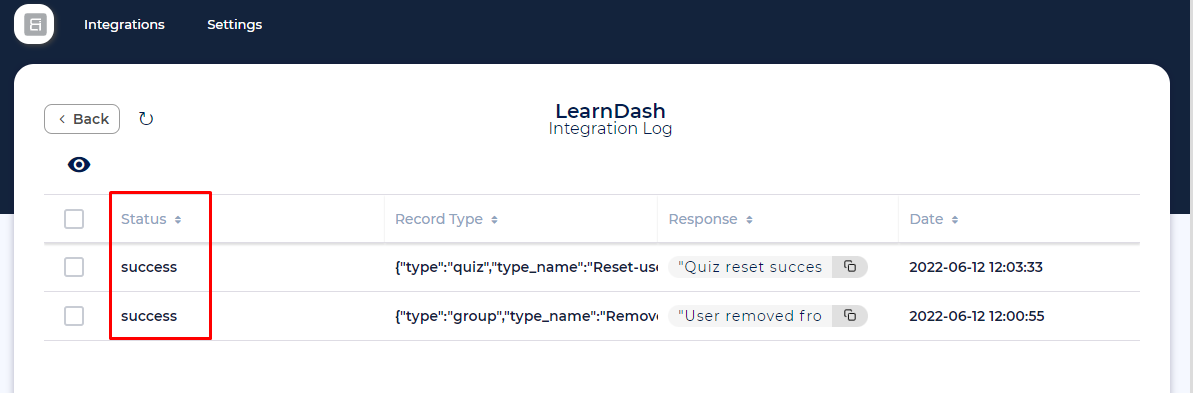 Integrations Settings
Back
LearnDash
Integration Log
Status Record Type Response Date
success {"type":"quiz","type_name":"Reset-use "Quiz reset succes 2022-06-12 12:03:33
success {"type":"group","type_name":"Remove "User removed fro 2022-06-12 12:00:55